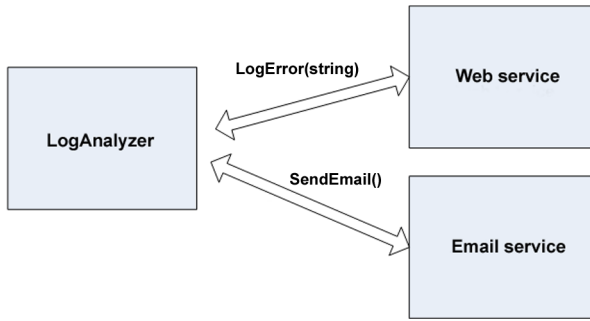 LogError(string)
Web service
LogAnalyzer
SendEmail()
Email service